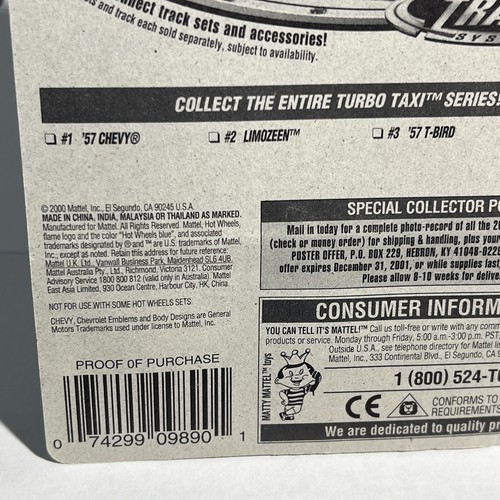 nnect track sets and accessories!
ts and track each sold separately, subject to availability.
TRA
SYS
COLLECT THE ENTIRE TURBO TAXI™ SERIES!
#1 '57 CHEVY®
#2 LIMOZEEN™
#3 '57 T-BIRD
© 2000 Mattel, Inc., El Segundo, CA 90245 U.S.A.
MADE IN CHINA, INDIA, MALAYSIA OR THAILAND AS MARKED.
Manufactured for Mattel. All Rights Reserved. Mattel, Hot Wheels,
flame logo and the color "Hot Wheels blue", and associated
trademarks designated by ® and ™ are U.S. trademarks of Mattel,
Inc., except as noted. Retain this address for future reference:
Mattel U.K. Ltd., Vanwall Business Park, Maidenhead SL6 4UB.
Mattel Australia Pty., Ltd., Richmond, Victoria 3121. Consumer
Advisory Service 1800 800 812 (valid only in Australia). Mattel
East Asia Limited, 930 Ocean Centre, Harbour City, HK, China.
NOT FOR USE WITH SOME HOT WHEELS SETS.
CHEVY, Chevrolet Emblems and Body Designs are General
Motors Trademarks used under license to Mattel, Inc.
PROOF OF PURCHASE
0 74299 09890 1
SPECIAL COLLECTOR PO
Mail in today for a complete photo-record of all the 20
(check or money order) for shipping & handling, plus your
POSTER OFFER, P.O. BOX 228, HEBRON, KY 41048-0228
offer expires December 31, 2001, or while supplies last
Please allow 8-10 weeks for deliver
CONSUMER INFORM
YOU CAN TELL IT'S MATTEL!™ Call us toll-free or write with any comm
products or service. Monday through Friday, 5:00 a.m.-3:00 p.m. PST,
Outside U.S.A., see telephone directory for Mattel lis
Mattel, Inc., 333 Continental Blvd., El Segundo, CA 9
MATTY MATTEL™ toys
1 (800) 524-TO
CE
CONFORMS TO
REQUIREMENTS
We are dedicated to quality pr